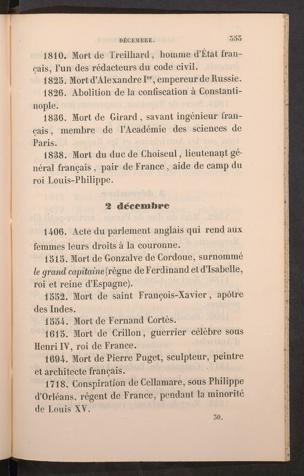 DÉCEMBRE. 353
1810. Mort de Treilhard, homme d'État fran-
çais, l'un des rédacteurs du code civil.
1825. Mort d'Alexandre Iᵉʳ, empereur de Russie.
1826. Abolition de la confiscation à Constanti-
nople.
1836. Mort de Girard, savant ingénieur fran-
çais, membre de l'Académie des sciences de
Paris.
1838. Mort du duc de Choiseul, lieutenant gé-
néral français, pair de France, aide de camp du
roi Louis-Philippe.
2 décembre
1406. Acte du parlement anglais qui rend aux
femmes leurs droits à la couronne.
1515. Mort de Gonzalve de Cordoue, surnommé
le grand capitaine (règne de Ferdinand et d'Isabelle,
roi et reine d'Espagne).
1552. Mort de saint François-Xavier, apôtre
des Indes.
1554. Mort de Fernand Cortès.
1615. Mort de Crillon, guerrier célèbre sous
Henri IV, roi de France.
1694. Mort de Pierre Puget, sculpteur, peintre
et architecte français.
1718. Conspiration de Cellamare, sous Philippe
d'Orléans, régent de France, pendant la minorité
de Louis XV.
30.